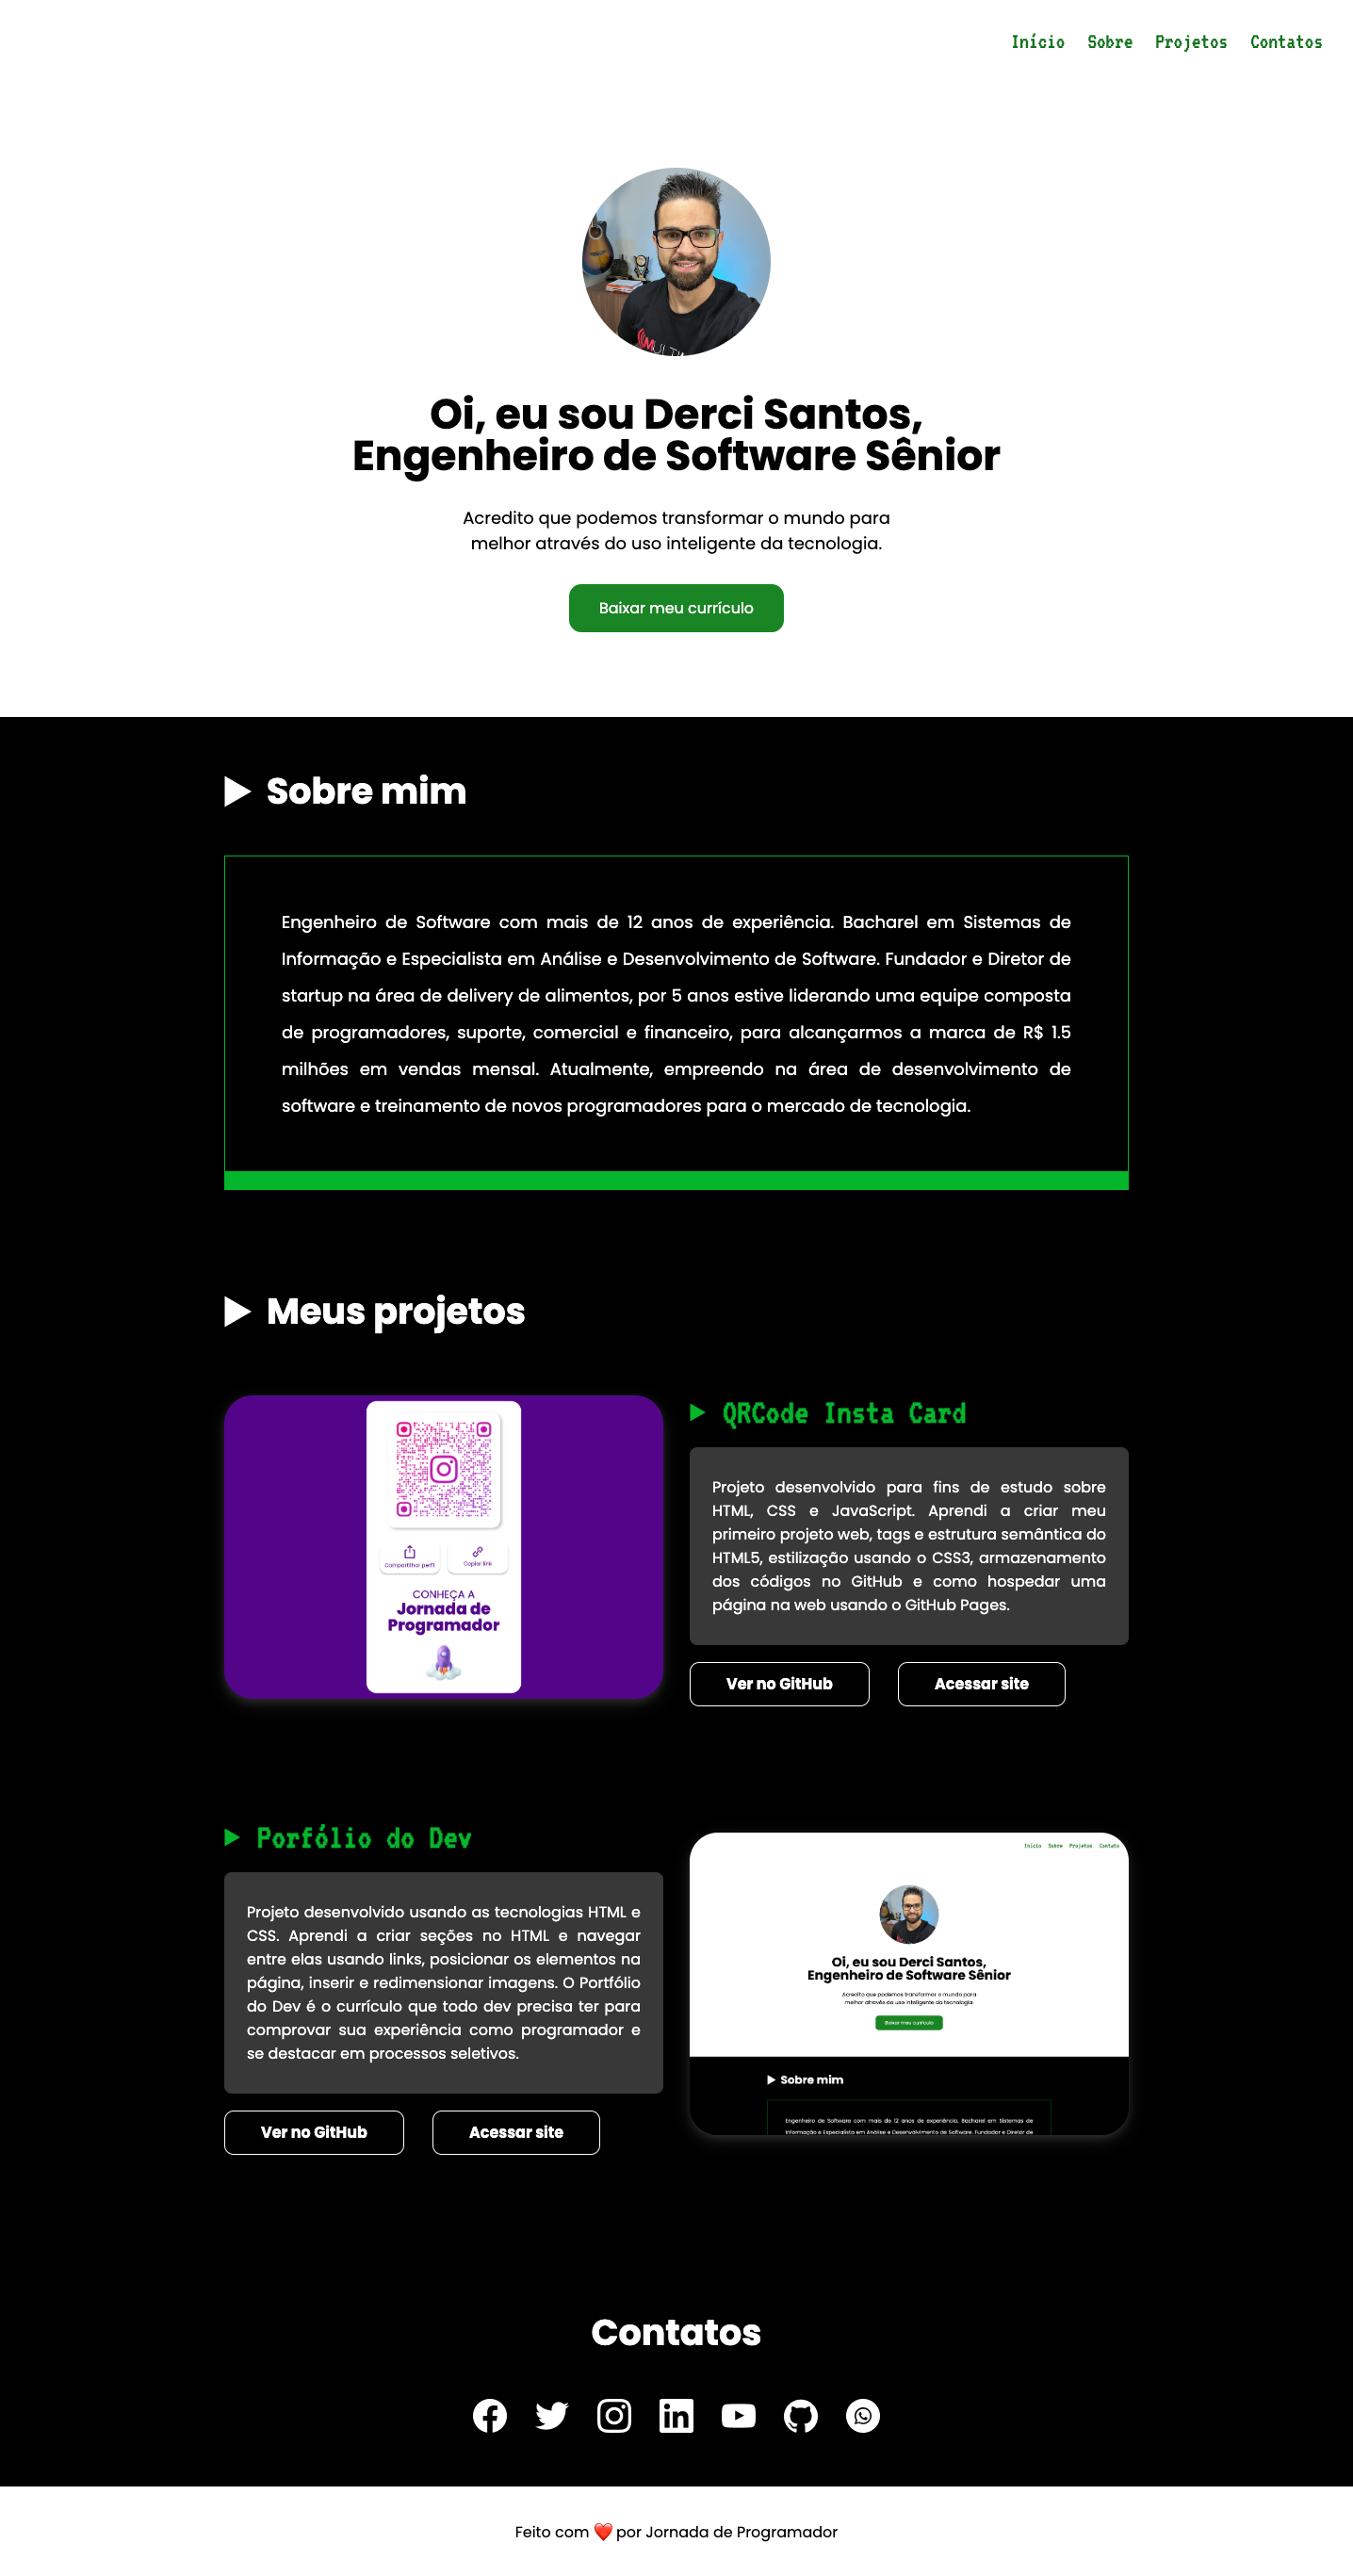 Início Sobre Projetos Contatos
Oi, eu sou Derci Santos,
Engenheiro de Software Sênior
Acredito que podemos transformar o mundo para
melhor através do uso inteligente da tecnologia.
Baixar meu currículo
Sobre mim
Engenheiro de Software com mais de 12 anos de experiência. Bacharel em Sistemas de
Informação e Especialista em Análise e Desenvolvimento de Software. Fundador e Diretor de
startup na área de delivery de alimentos, por 5 anos estive liderando uma equipe composta
de programadores, suporte, comercial e financeiro, para alcançarmos a marca de R$ 1.5
milhões em vendas mensal. Atualmente, empreendo na área de desenvolvimento de
software e treinamento de novos programadores para o mercado de tecnologia.
Meus projetos
Compartilhar perfil
Copiar link
CONHEÇA A
Jornada de
Programador
QRCode Insta Card
Projeto desenvolvido para fins de estudo sobre
HTML, CSS e JavaScript. Aprendi a criar meu
primeiro projeto web, tags e estrutura semântica do
HTML5, estilização usando o CSS3, armazenamento
dos códigos no GitHub e como hospedar uma
página na web usando o GitHub Pages.
Ver no GitHub
Acessar site
Porfólio do Dev
Projeto desenvolvido usando as tecnologias HTML e
CSS. Aprendi a criar seções no HTML e navegar
entre elas usando links, posicionar os elementos na
página, inserir e redimensionar imagens. O Portfólio
do Dev é o currículo que todo dev precisa ter para
comprovar sua experiência como programador e
se destacar em processos seletivos.
Ver no GitHub
Acessar site
Início Sobre Projetos Contato
Oi, eu sou Derci Santos,
Engenheiro de Software Sênior
Acredito que podemos transformar o mundo para
melhor através do uso inteligente da tecnologia.
Baixar meu currículo
Sobre mim
Engenheiro de Software com mais de 12 anos de experiência. Bacharel em Sistemas de
Informação e Especialista em Análise e Desenvolvimento de Software. Fundador e Diretor de
Contatos
Feito com ❤️ por Jornada de Programador